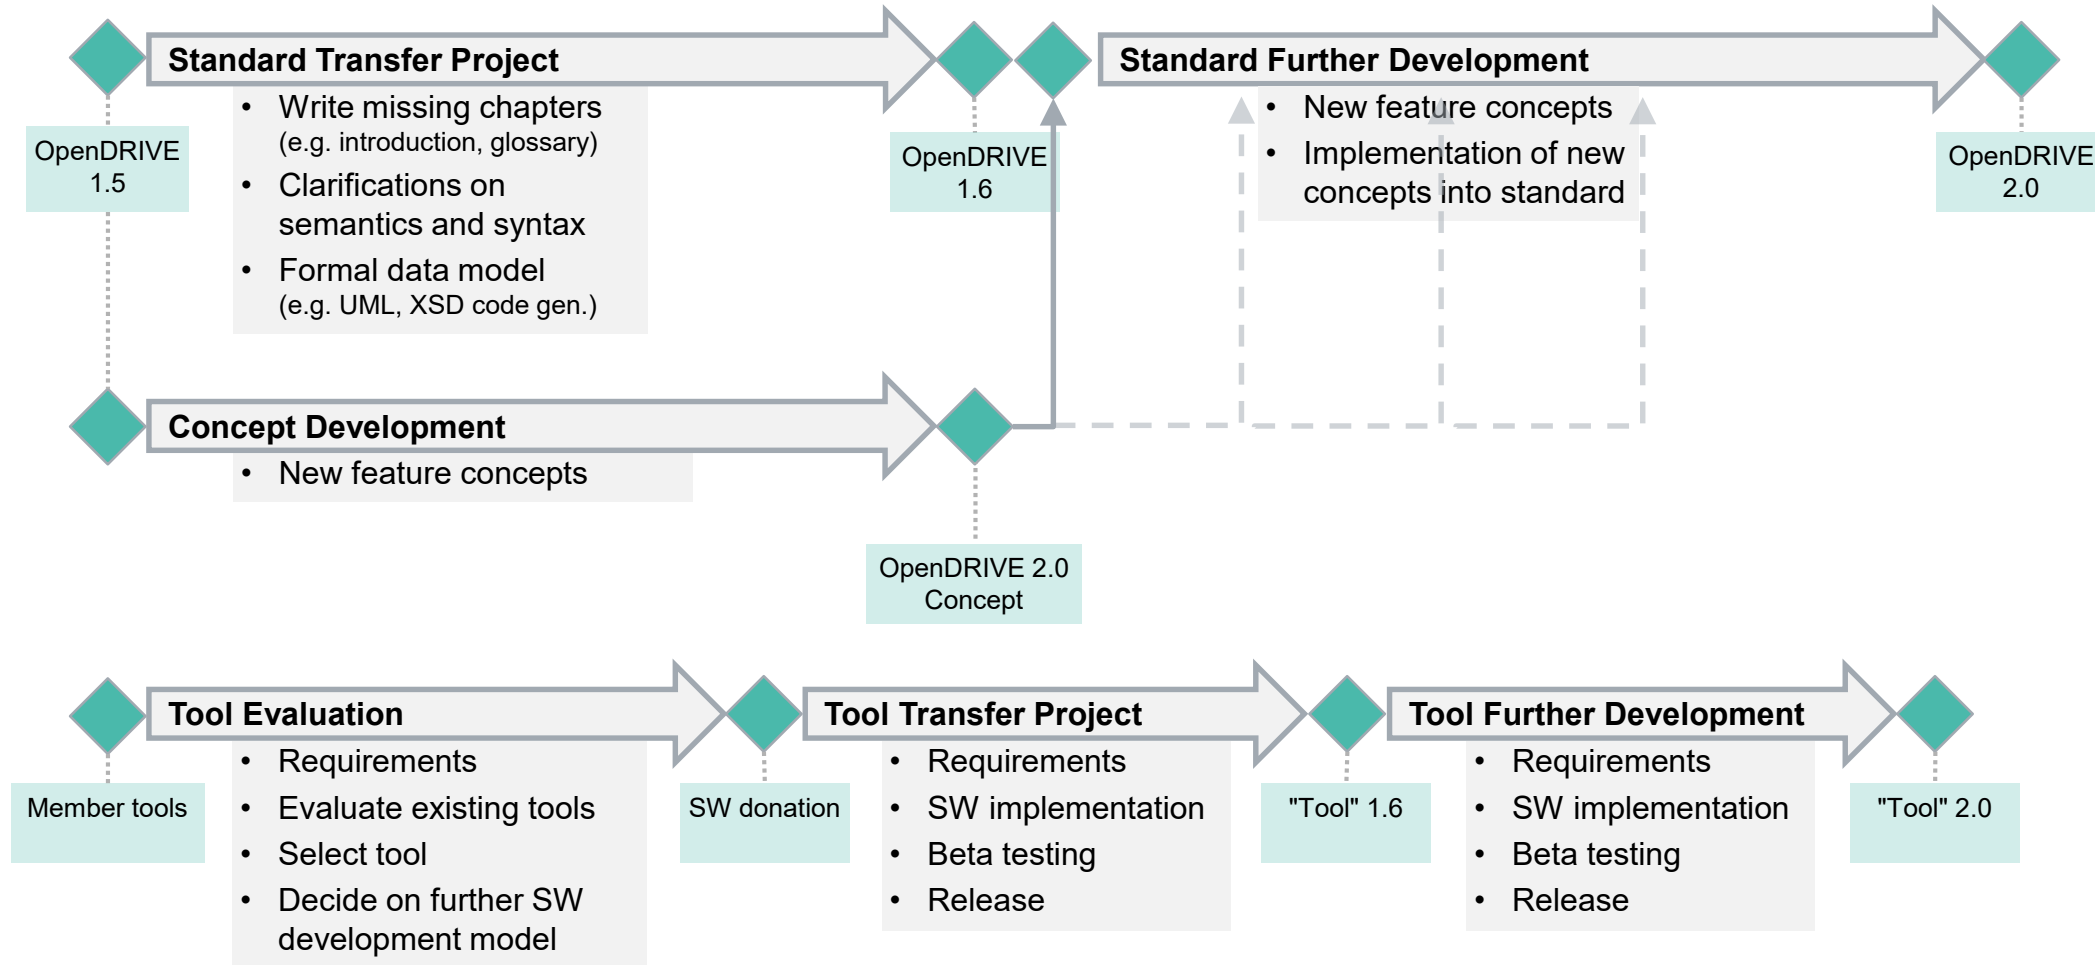 Standard Transfer Project
• Write missing chapters
(e.g. introduction, glossary)
• Clarifications on
semantics and syntax
• Formal data model
(e.g. UML, XSD code gen.)
OpenDRIVE
1.5
OpenDRIVE
1.6
Standard Further Development
• New feature concepts
• Implementation of new
concepts into standard
OpenDRIVE
2.0
Concept Development
• New feature concepts
OpenDRIVE 2.0
Concept
Tool Evaluation
• Requirements
• Evaluate existing tools
• Select tool
• Decide on further SW
development model
Member tools
SW donation
Tool Transfer Project
• Requirements
• SW implementation
• Beta testing
• Release
"Tool" 1.6
Tool Further Development
• Requirements
• SW implementation
• Beta testing
• Release
"Tool" 2.0